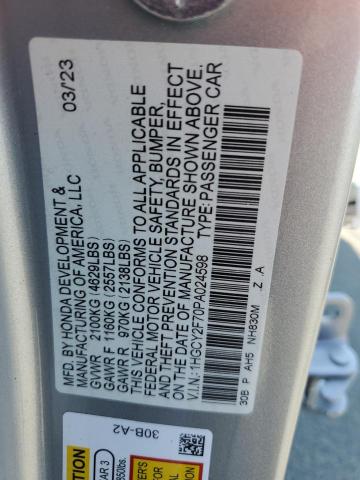 MFD. BY HONDA DEVELOPMENT & 03/23
MANUFACTURING OF AMERICA, LLC
GVWR 2100KG (4629LBS)
GAWR F 1160KG (2557LBS)
GAWR R 970KG (2138LBS)
THIS VEHICLE CONFORMS TO ALL APPLICABLE
FEDERAL MOTOR VEHICLE SAFETY, BUMPER,
AND THEFT PREVENTION STANDARDS IN EFFECT
ON THE DATE OF MANUFACTURE SHOWN ABOVE.
V.I.N.:1HGCY2F70PA024598 TYPE:PASSENGER CAR
30B P AH5 NH830M Z .A
30B-A2